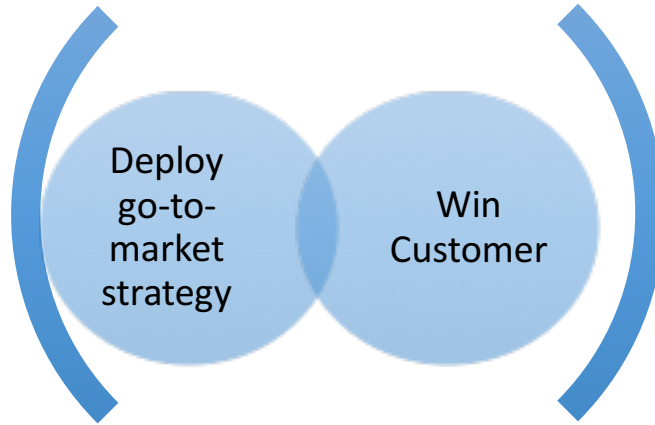 Deploy
go-to-
market
strategy
Win
Customer